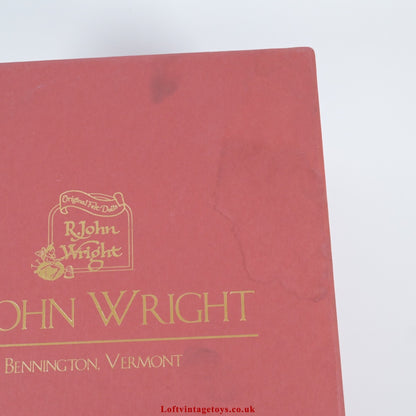 Original Felt Dolls
R. John
Wright
OHN WRIGHT
BENNINGTON, VERMONT
Loftvintagetoys.co.uk